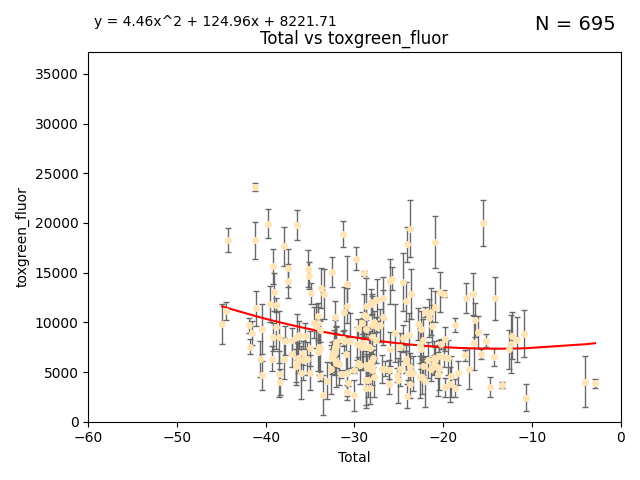 y = 4.46x^2 + 124.96x + 8221.71
N = 695
Total vs toxgreen_fluor
35000
30000
25000
20000
15000
10000
5000
0
toxgreen_fluor
−60 −50 −40 −30 −20 −10 0
Total